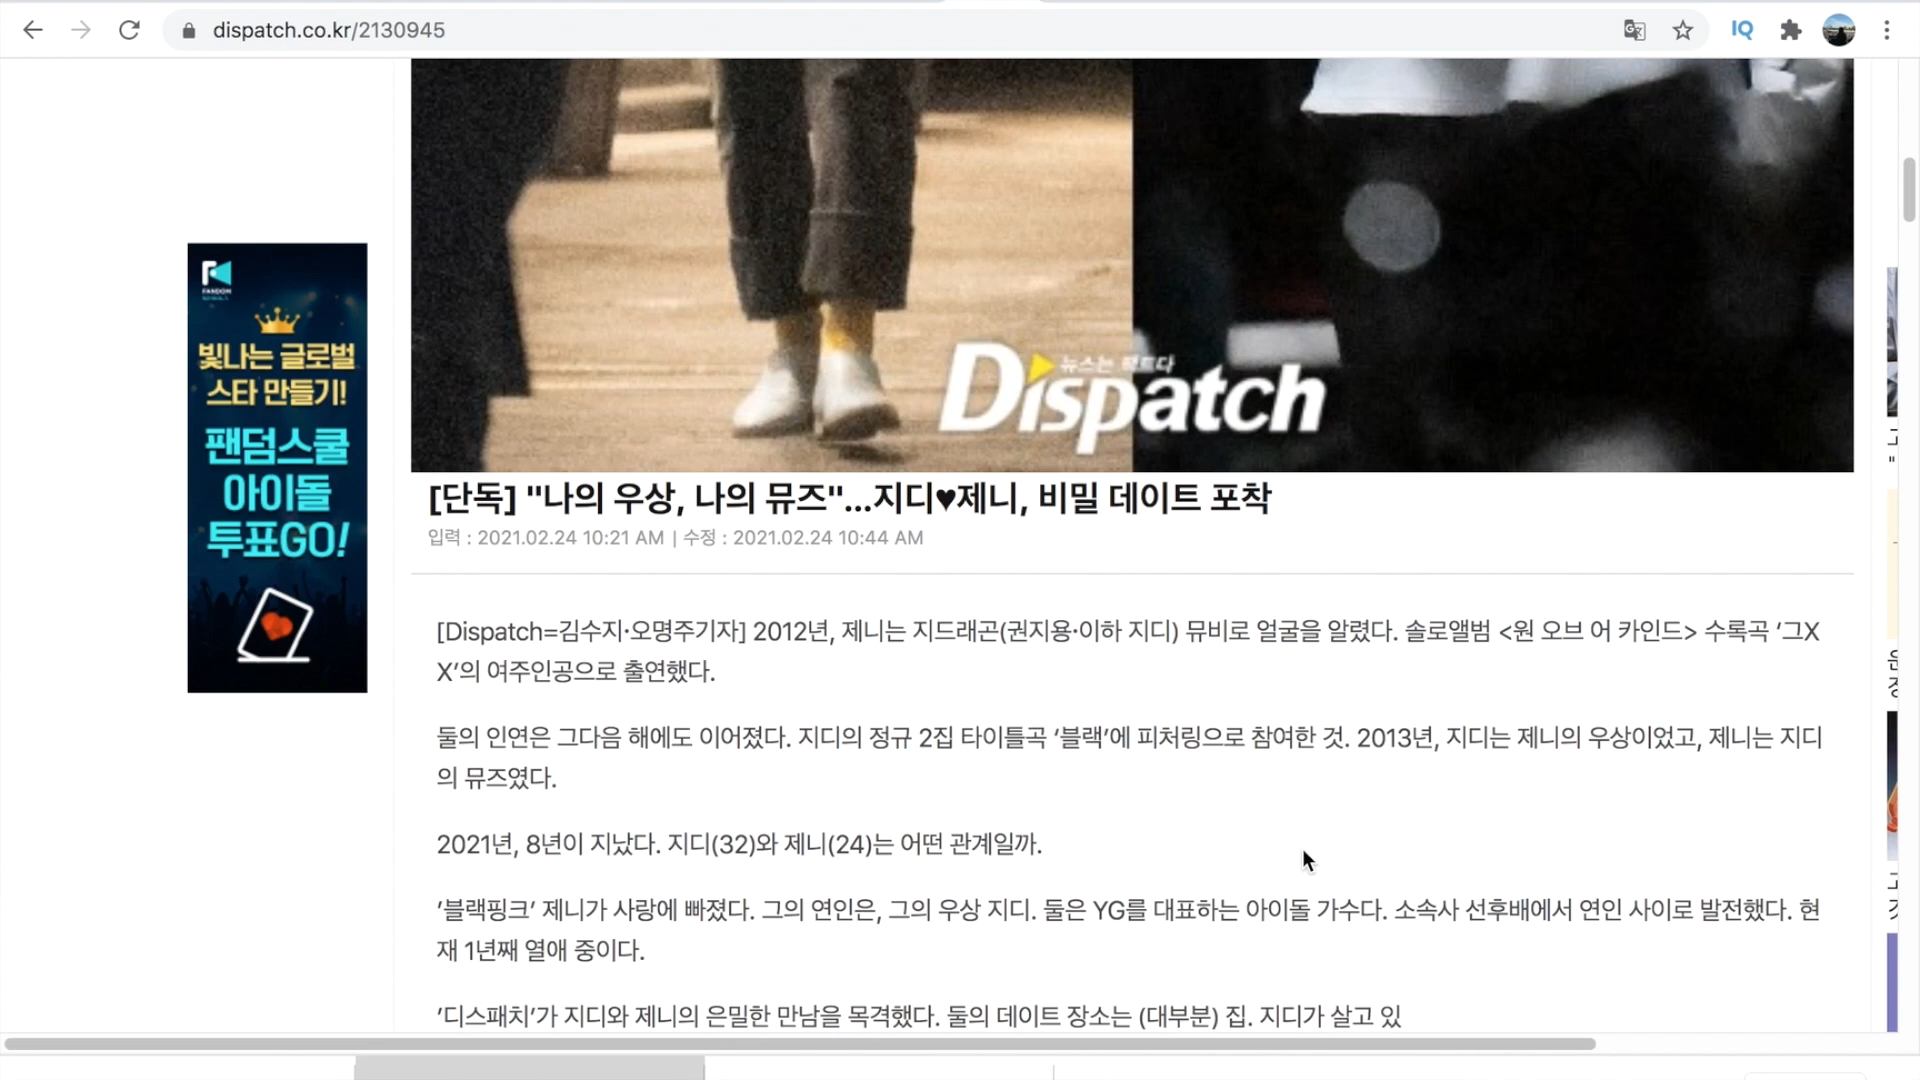 dispatch.co.kr/2130945
IQ
뉴스는 팩트다
Dispatch
FANDOM
빛나는 글로벌
스타 만들기!
팬덤스쿨
아이돌
투표GO!
[단독] "나의 우상, 나의 뮤즈"...지디♥제니, 비밀 데이트 포착
입력 : 2021.02.24 10:21 AM | 수정 : 2021.02.24 10:44 AM
[Dispatch=김수지·오명주기자] 2012년, 제니는 지드래곤(권지용·이하 지디) 뮤비로 얼굴을 알렸다. 솔로앨범 <원 오브 어 카인드> 수록곡 ‘그X
X’의 여주인공으로 출연했다.
둘의 인연은 그다음 해에도 이어졌다. 지디의 정규 2집 타이틀곡 ‘블랙’에 피처링으로 참여한 것. 2013년, 지디는 제니의 우상이었고, 제니는 지디
의 뮤즈였다.
2021년, 8년이 지났다. 지디(32)와 제니(24)는 어떤 관계일까.
’블랙핑크’ 제니가 사랑에 빠졌다. 그의 연인은, 그의 우상 지디. 둘은 YG를 대표하는 아이돌 가수다. 소속사 선후배에서 연인 사이로 발전했다. 현
재 1년째 열애 중이다.
’디스패치’가 지디와 제니의 은밀한 만남을 목격했다. 둘의 데이트 장소는 (대부분) 집. 지디가 살고 있